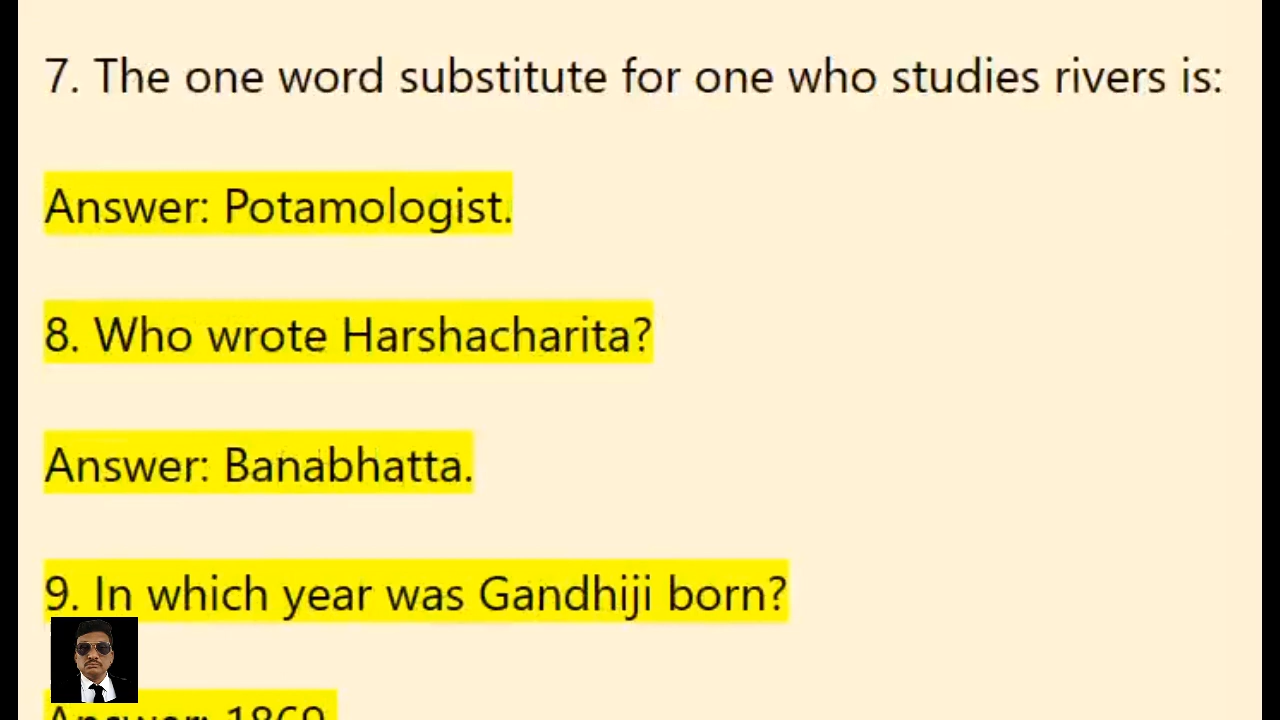 7. The one word substitute for one who studies rivers is:
Answer: Potamologist.
8. Who wrote Harshacharita?
Answer: Banabhatta.
9. In which year was Gandhiji born?
Answer: 1869.